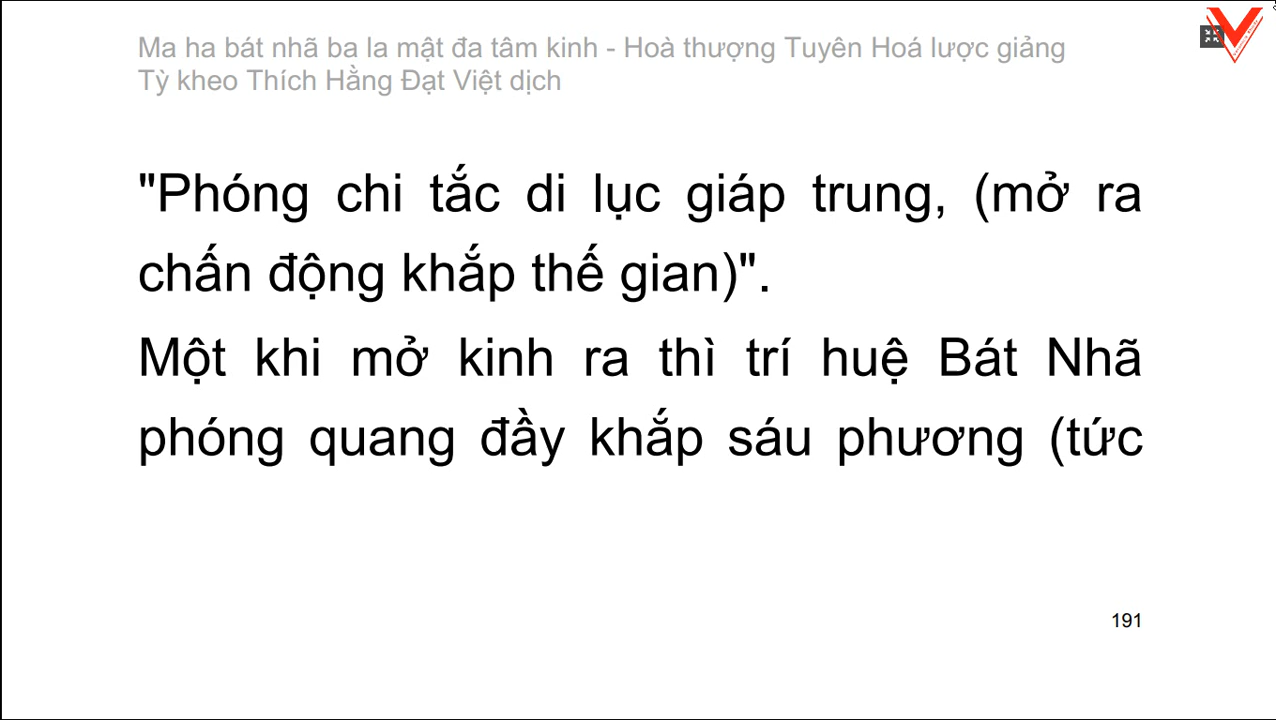 Ma ha bát nhã ba la mật đa tâm kinh - Hoà thượng Tuyên Hoá lược giảng
Tỳ kheo Thích Hằng Đạt Việt dịch
"Phóng chi tắc di lục giáp trung, (mở ra
chấn động khắp thế gian)".
Một khi mở kinh ra thì trí huệ Bát Nhã
phóng quang đầy khắp sáu phương (tức
191